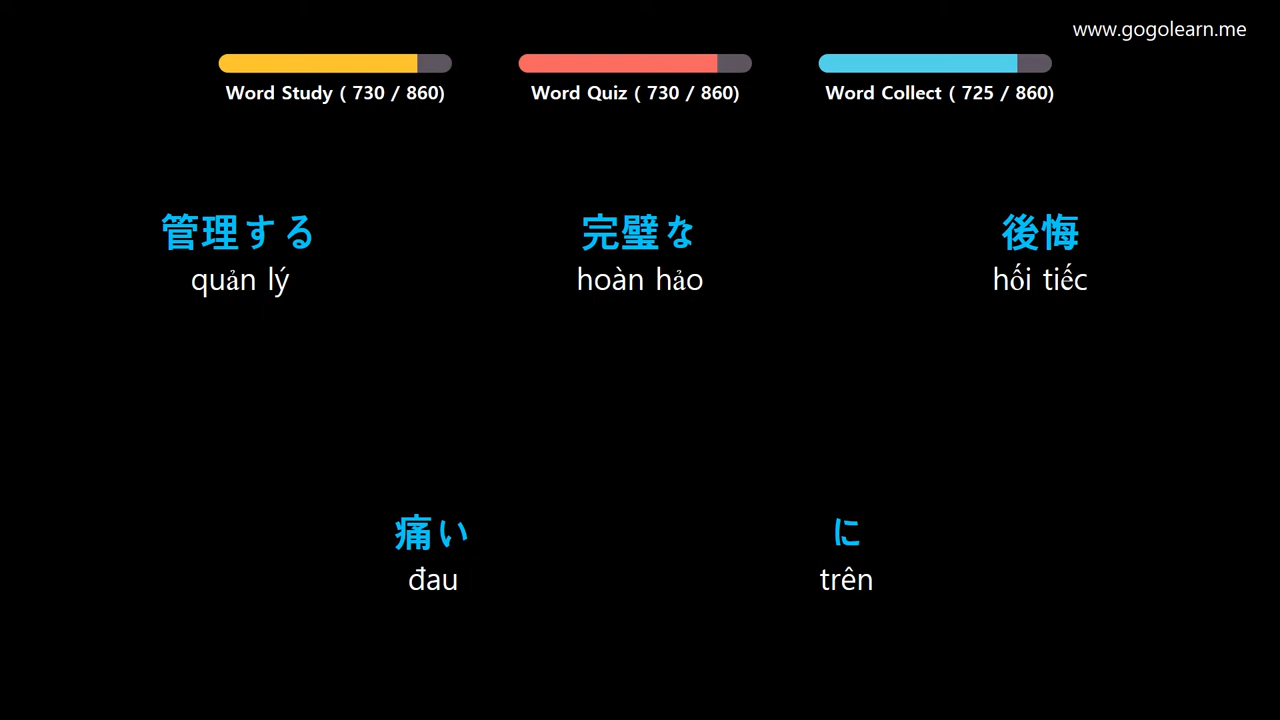 www.gogolearn.me
Word Study ( 730 / 860)
Word Quiz ( 730 / 860)
Word Collect ( 725 / 860)
管理する
quản lý
完璧な
hoàn hảo
後悔
hối tiếc
痛い
đau
に
trên